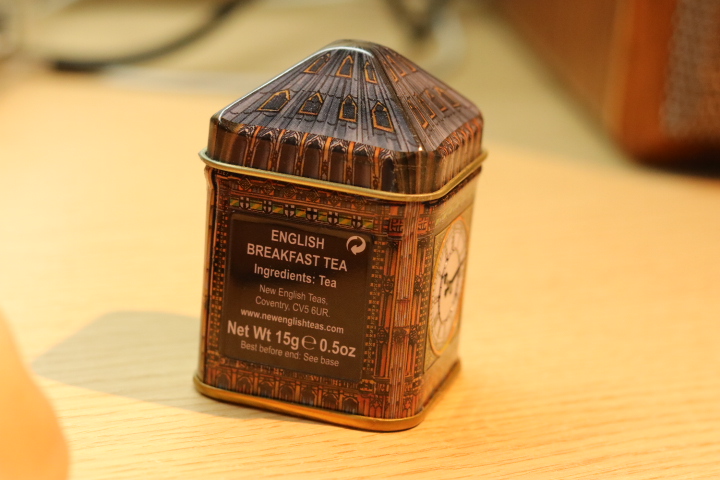 ENGLISH
BREAKFAST TEA
Ingredients: Tea
New English Teas,
Coventry, CV5 6UR.
www.newenglishteas.com
Net Wt 15g℮0.5oz
Best before end: See base